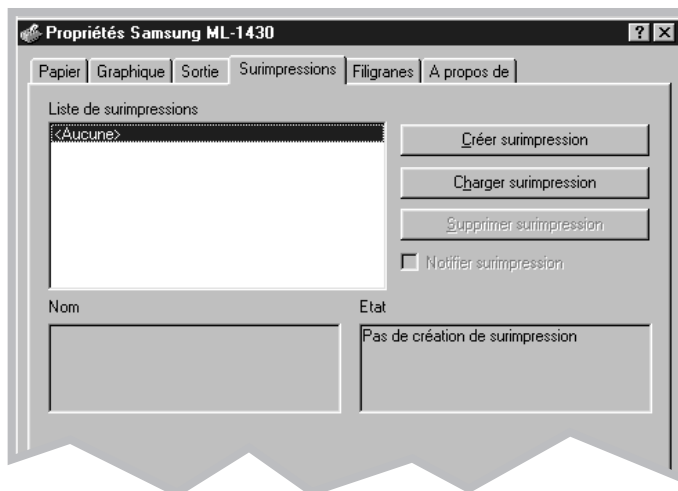 Propriétés Samsung ML-1430
Papier Graphique Sortie Surimpressions Filigranes A propos de
Liste de surimpressions
<Aucune>
Créer surimpression
Charger surimpression
Supprimer surimpression
Notifier surimpression
Nom
Etat
Pas de création de surimpression